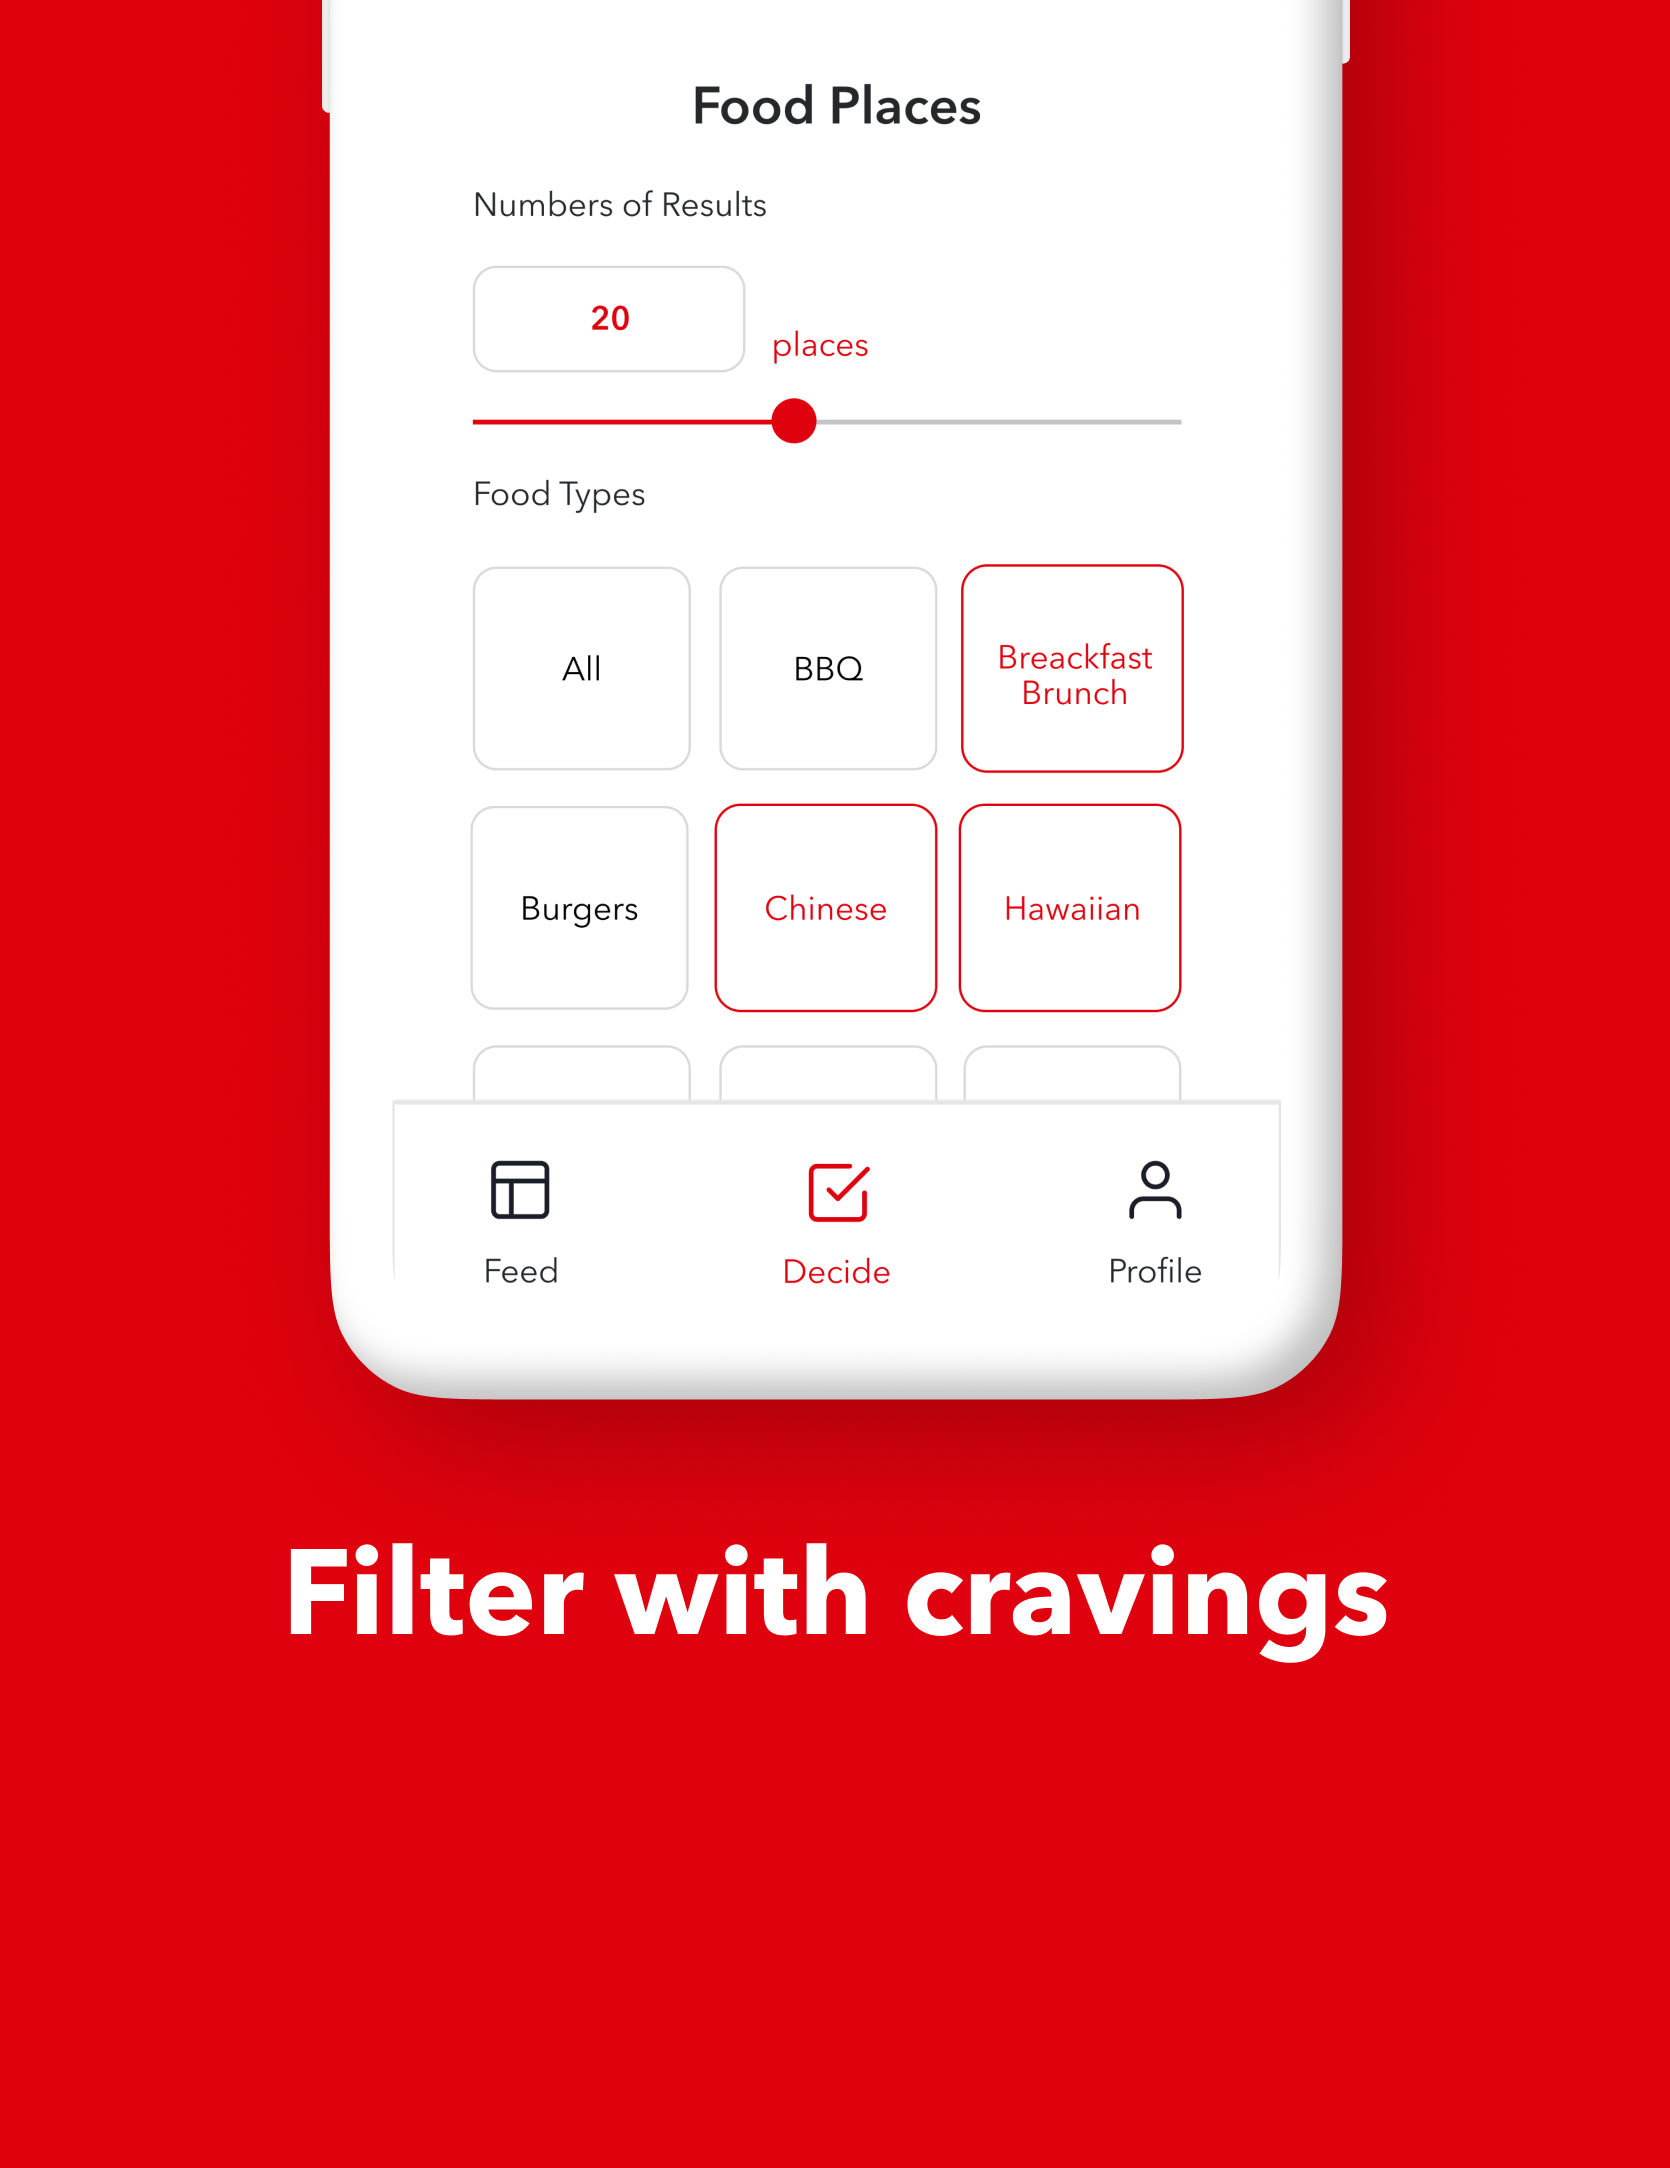 Food Places
Numbers of Results
20
places
Food Types
All
BBQ
Breackfast
Brunch
Burgers
Chinese
Hawaiian
Feed
Decide
Profile
Filter with cravings